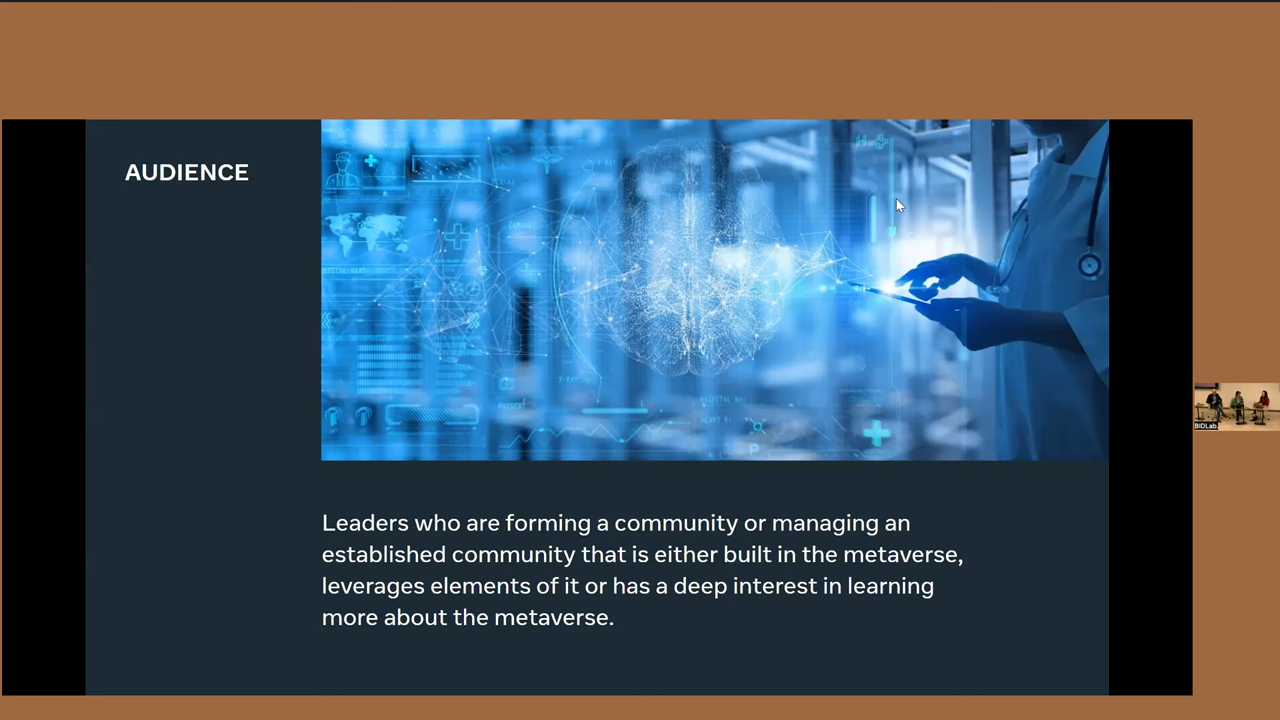 AUDIENCE
Leaders who are forming a community or managing an
established community that is either built in the metaverse,
leverages elements of it or has a deep interest in learning
more about the metaverse.
BIDLab